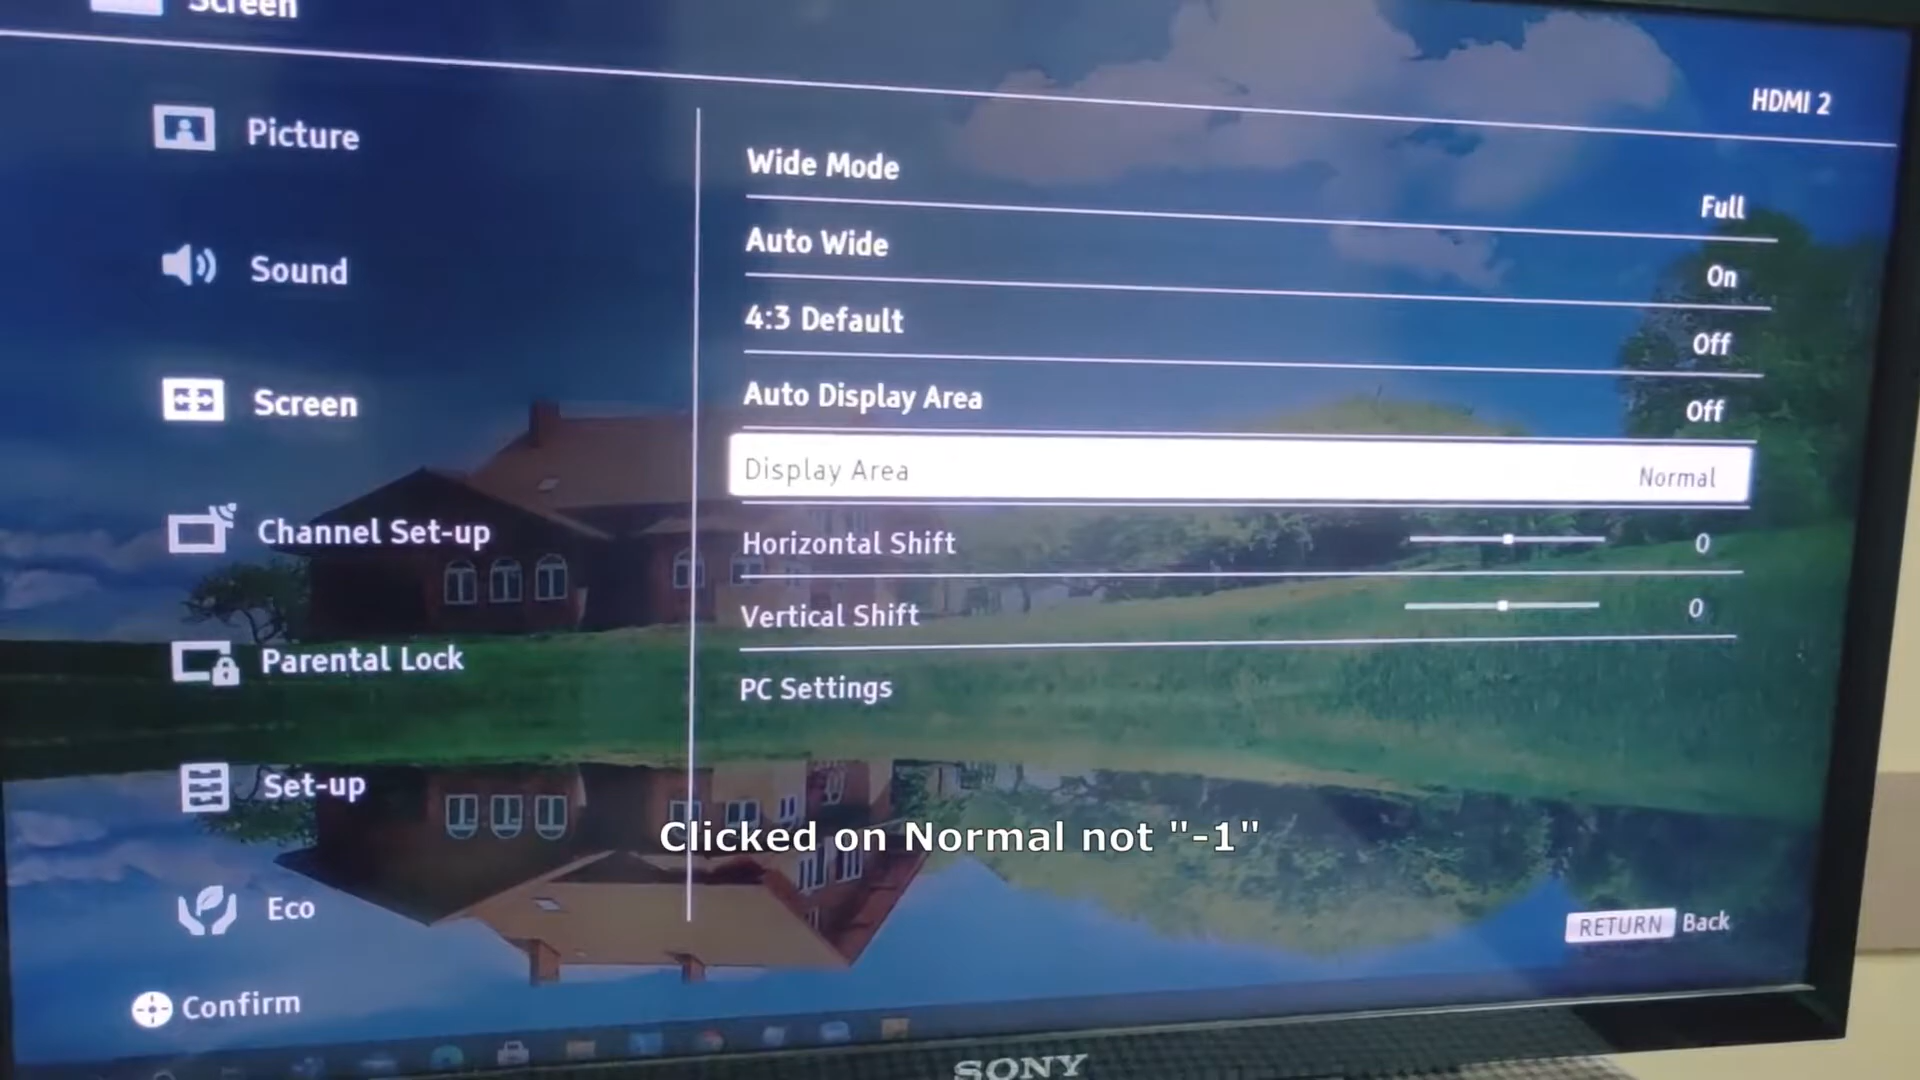 Screen
HDMI 2
Picture
Sound
Screen
Channel Set-up
Parental Lock
Set-up
Eco
Confirm
Wide Mode Full
Auto Wide On
4:3 Default Off
Auto Display Area Off
Display Area Normal
Horizontal Shift 0
Vertical Shift 0
PC Settings
Clicked on Normal not "-1"
RETURN Back
SONY